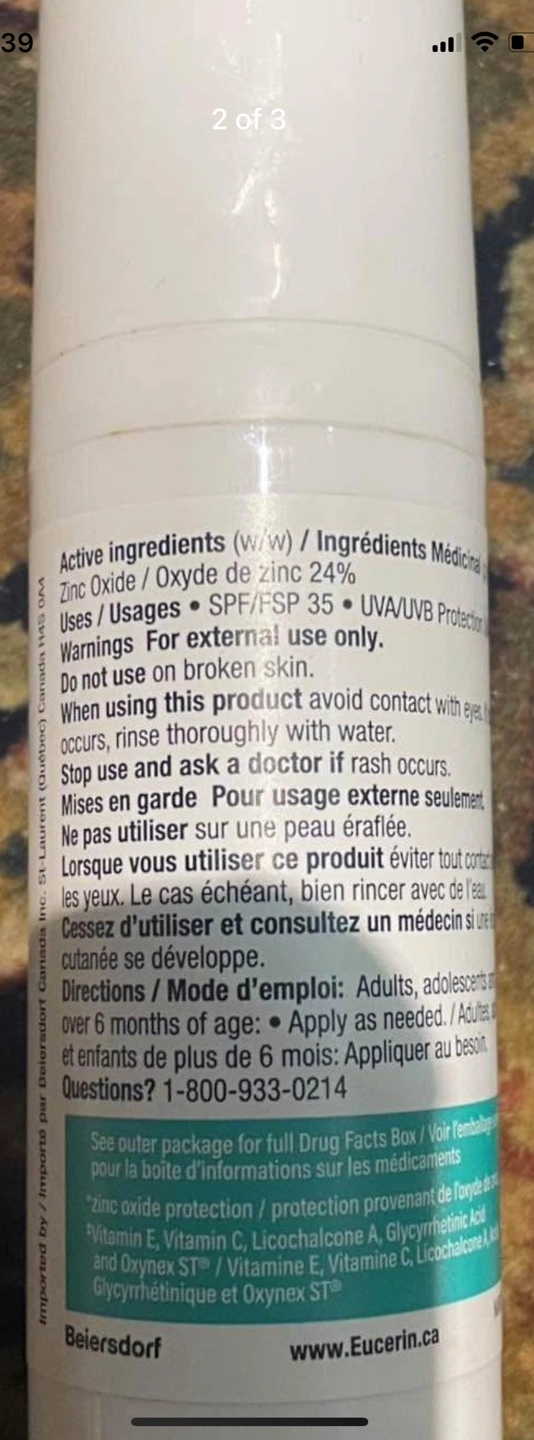 39
2 of 3
Active ingredients (w/w) / Ingrédients Médicinal
Zinc Oxide / Oxyde de zinc 24%
Uses / Usages • SPF/FSP 35 • UVA/UVB Protection
Warnings For external use only.
Do not use on broken skin.
When using this product avoid contact with eyes.
occurs, rinse thoroughly with water.
Stop use and ask a doctor if rash occurs.
Mises en garde Pour usage externe seulement.
Ne pas utiliser sur une peau éraflée.
Lorsque vous utiliser ce produit éviter tout contact
les yeux. Le cas échéant, bien rincer avec de l'eau.
Cessez d'utiliser et consultez un médecin si une
cutanée se développe.
Directions / Mode d'emploi: Adults, adolescents
over 6 months of age: • Apply as needed. / Adultes,
et enfants de plus de 6 mois: Appliquer au besoin.
Questions? 1-800-933-0214
See outer package for full Drug Facts Box / Voir l'emballage
pour la boîte d'informations sur les médicaments
*zinc oxide protection / protection provenant de l'oxyde de
‡Vitamin E, Vitamin C, Licochalcone A, Glycyrrhetinic Acid
and Oxynex ST® / Vitamine E, Vitamine C, Licochalcone A,
Glycyrrhétinique et Oxynex ST®
Beiersdorf www.Eucerin.ca
Imported by / Importé par Beiersdorf Canada Inc. St-Laurent (Québec) Canada H4S 0A4